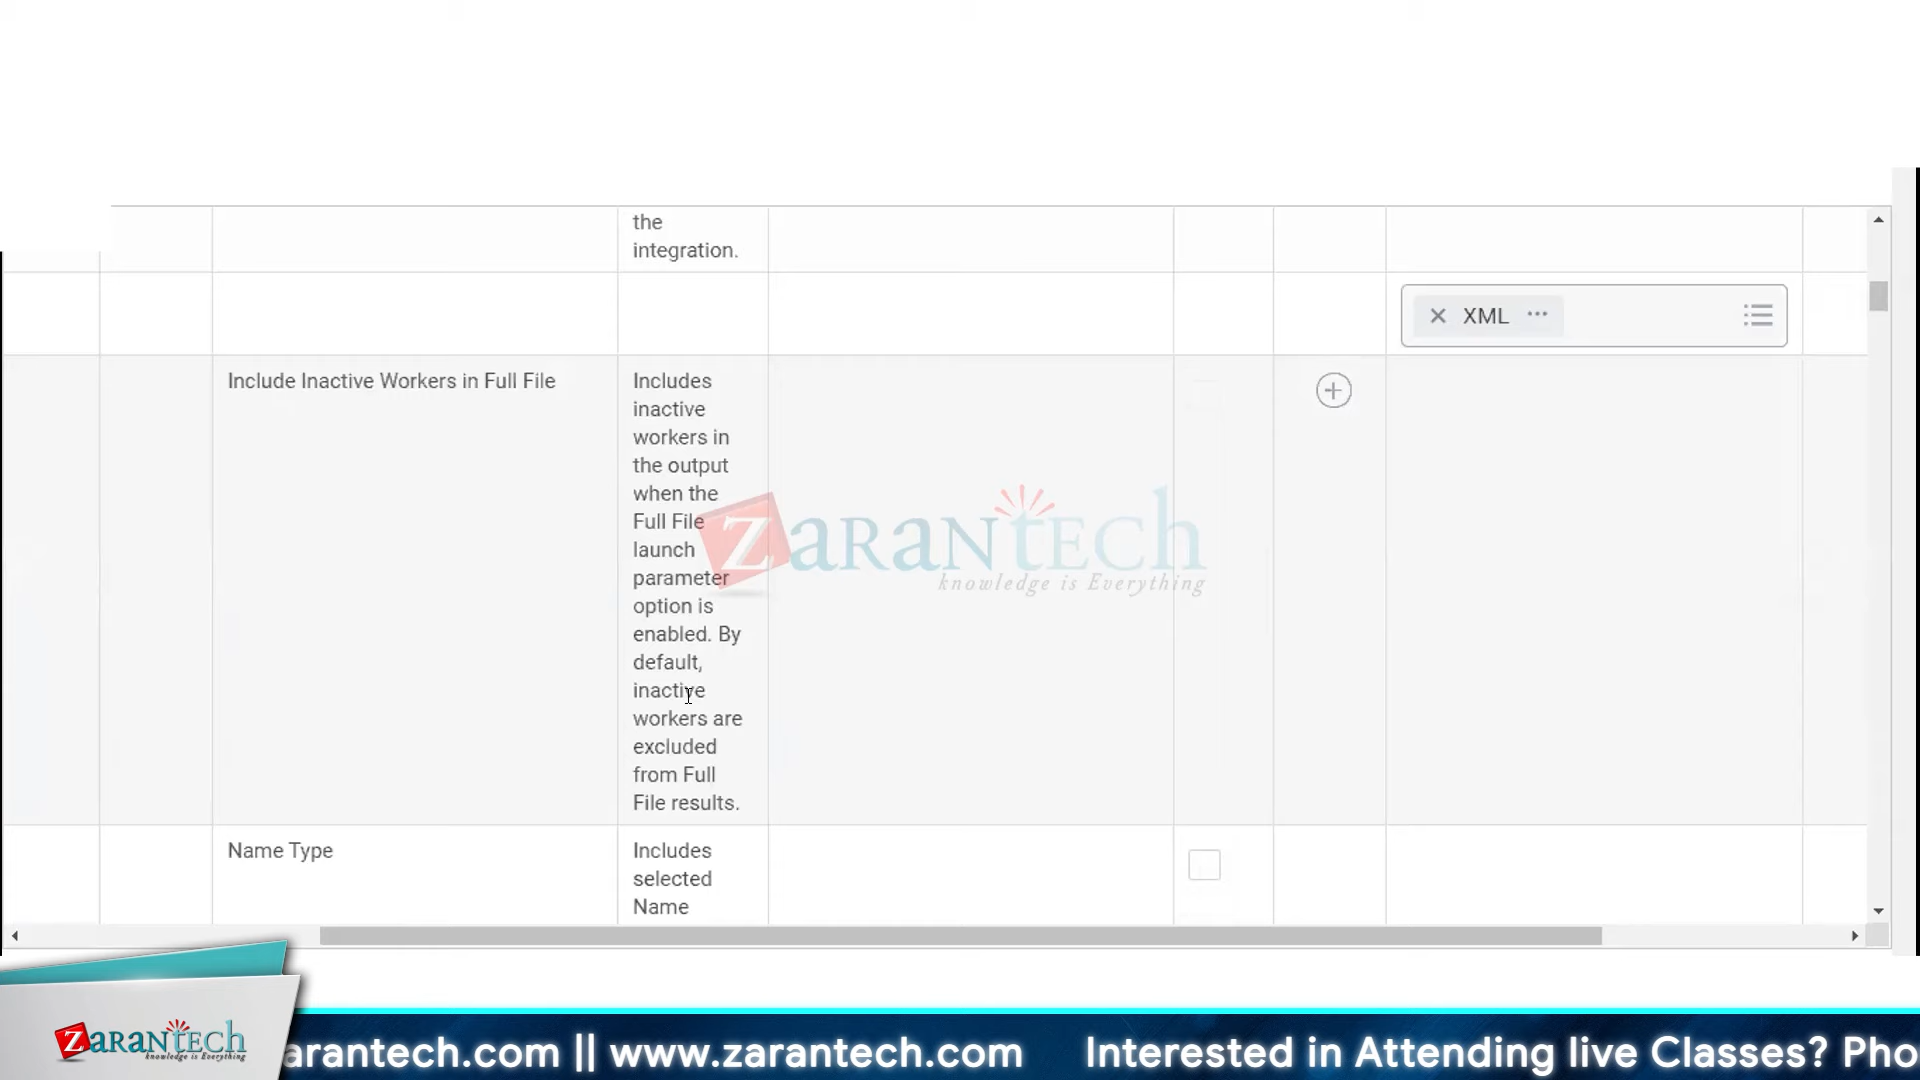 the
integration.
XML
Include Inactive Workers in Full File
Includes
inactive
workers in
the output
when the
Full File
launch
parameter
option is
enabled. By
default,
inactive
workers are
excluded
from Full
File results.
ZARANTECH
knowledge is Everything
Name Type
Includes
selected
Name
ZARANTECH
knowledge is Everything
arantech.com || www.zarantech.com Interested in Attending live Classes? Pho